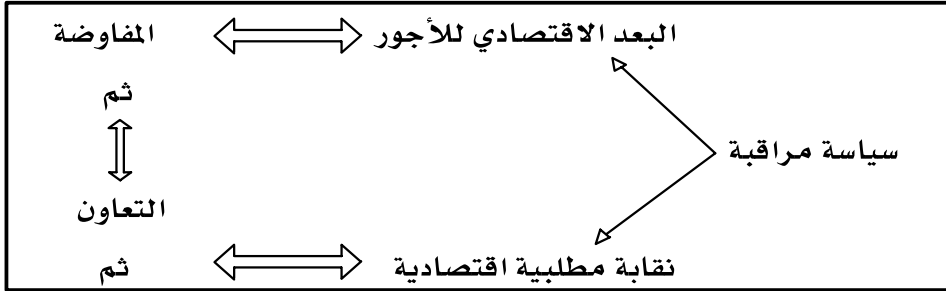 البعد الاقتصادي للأجور
المفاوضة
ثم
سياسة مراقبة
التعاون
نقابة مطلبية اقتصادية
ثم